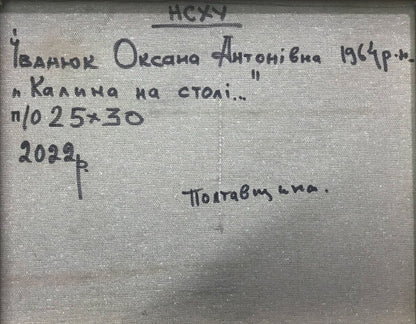 НСХУ
Іванюк Оксана Антонівна 1964р.н.
„Калина на столі..."
п/о 25×30
2022р.
Полтавщина.